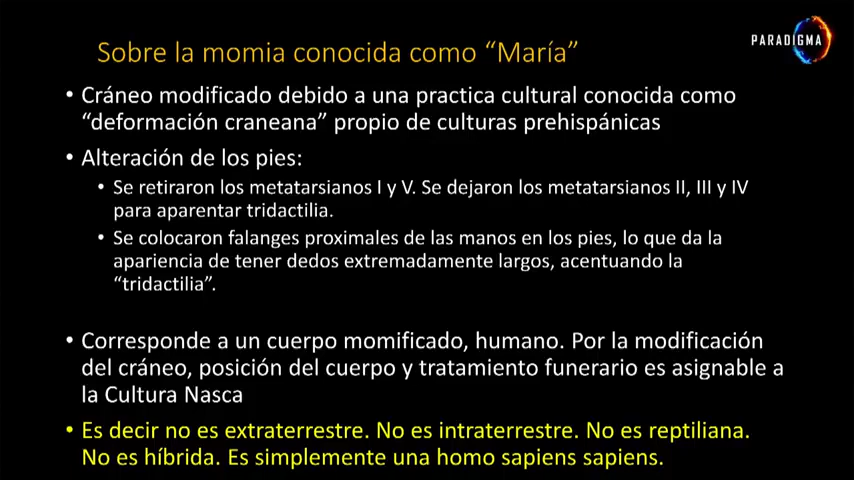 PARADIGMA
Sobre la momia conocida como “María”
• Cráneo modificado debido a una practica cultural conocida como
“deformación craneana” propio de culturas prehispánicas
• Alteración de los pies:
• Se retiraron los metatarsianos I y V. Se dejaron los metatarsianos II, III y IV
para aparentar tridactilia.
• Se colocaron falanges proximales de las manos en los pies, lo que da la
apariencia de tener dedos extremadamente largos, acentuando la
“tridactilia”.
• Corresponde a un cuerpo momificado, humano. Por la modificación
del cráneo, posición del cuerpo y tratamiento funerario es asignable a
la Cultura Nasca
• Es decir no es extraterrestre. No es intraterrestre. No es reptiliana.
No es híbrida. Es simplemente una homo sapiens sapiens.